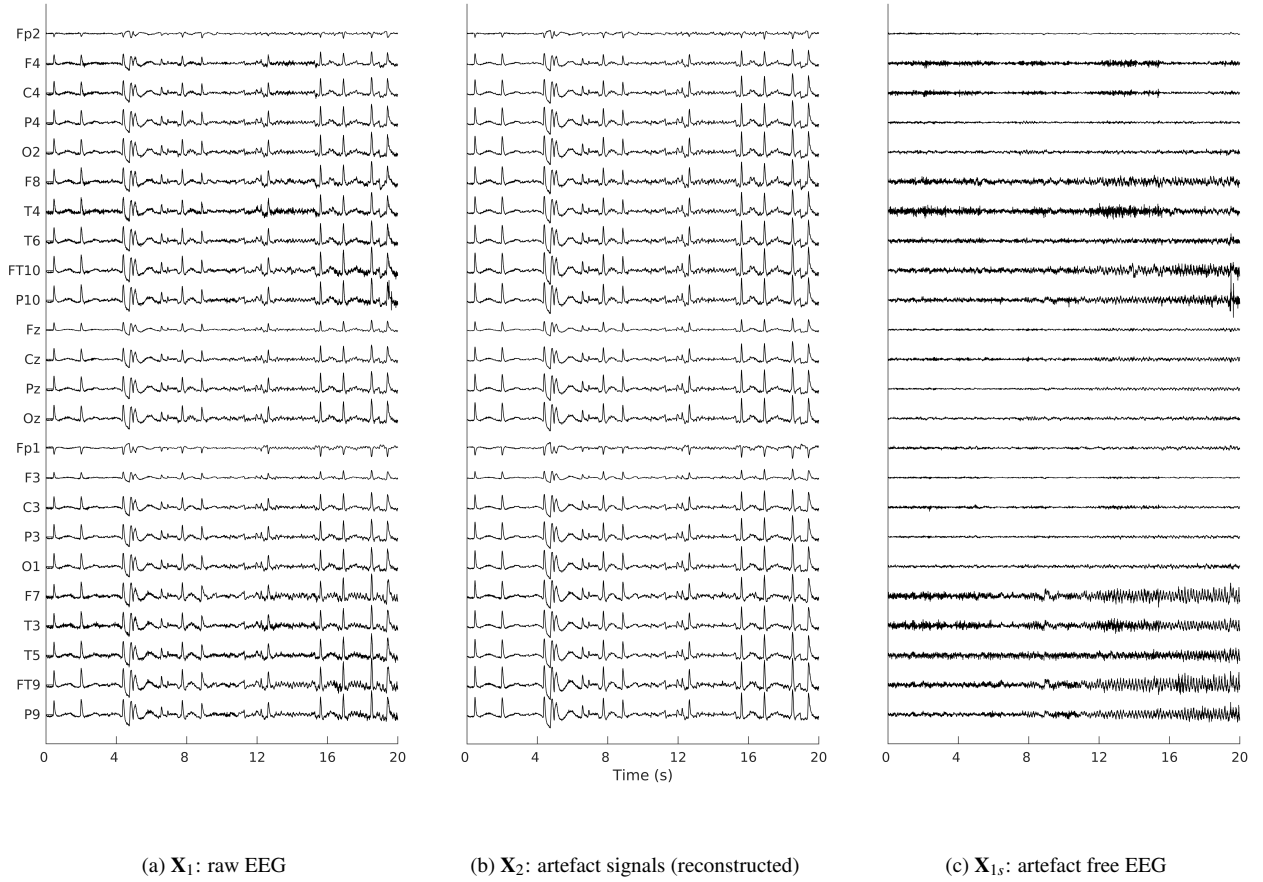 Fp2
F4
C4
P4
O2
F8
T4
T6
FT10
P10
Fz
Cz
Pz
Oz
Fp1
F3
C3
P3
O1
F7
T3
T5
FT9
P9
0 4 8 12 16 20 0 4 8 12 16 20 0 4 8 12 16 20
Time (s)
(a) X1: raw EEG (b) X2: artefact signals (reconstructed) (c) X1s: artefact free EEG